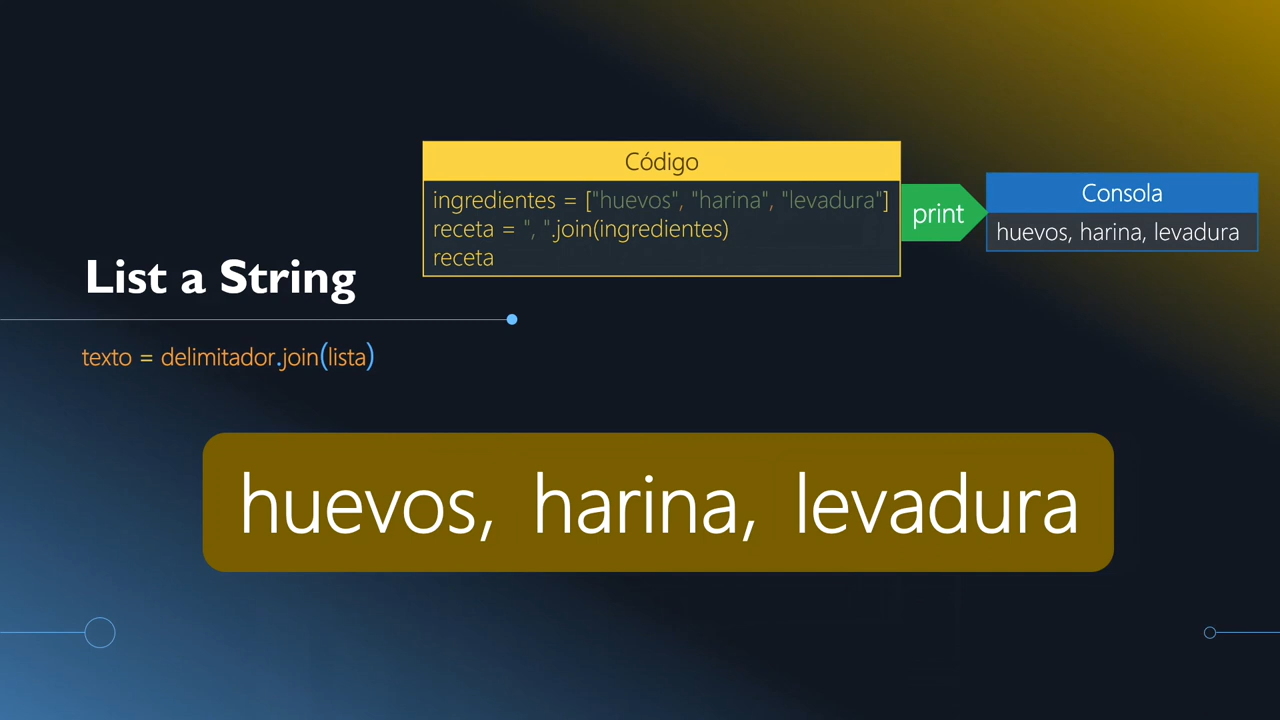 List a String
texto = delimitador.join(lista)
Código
ingredientes = ["huevos", "harina", "levadura"]
receta = ", ".join(ingredientes)
receta
print
Consola
huevos, harina, levadura
huevos, harina, levadura